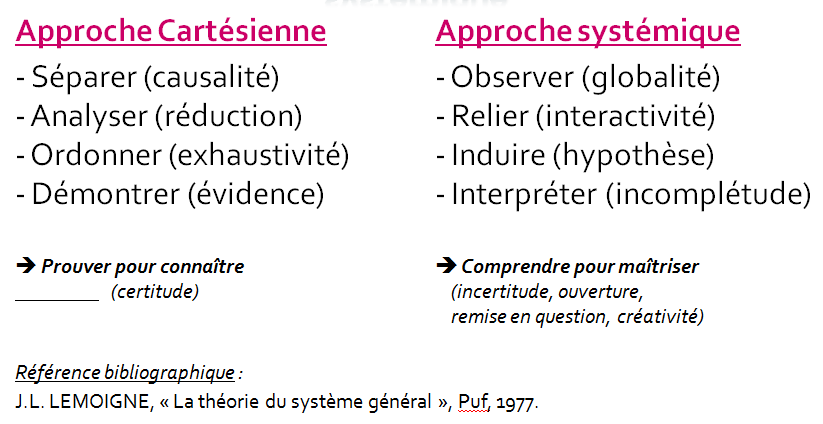 Approche Cartésienne
- Séparer (causalité)
- Analyser (réduction)
- Ordonner (exhaustivité)
- Démontrer (évidence)
➔ Prouver pour connaître
________ (certitude)
Approche systémique
- Observer (globalité)
- Relier (interactivité)
- Induire (hypothèse)
- Interpréter (incomplétude)
➔ Comprendre pour maîtriser
(incertitude, ouverture,
remise en question, créativité)
Référence bibliographique :
J.L. LEMOIGNE, « La théorie du système général », Puf, 1977.